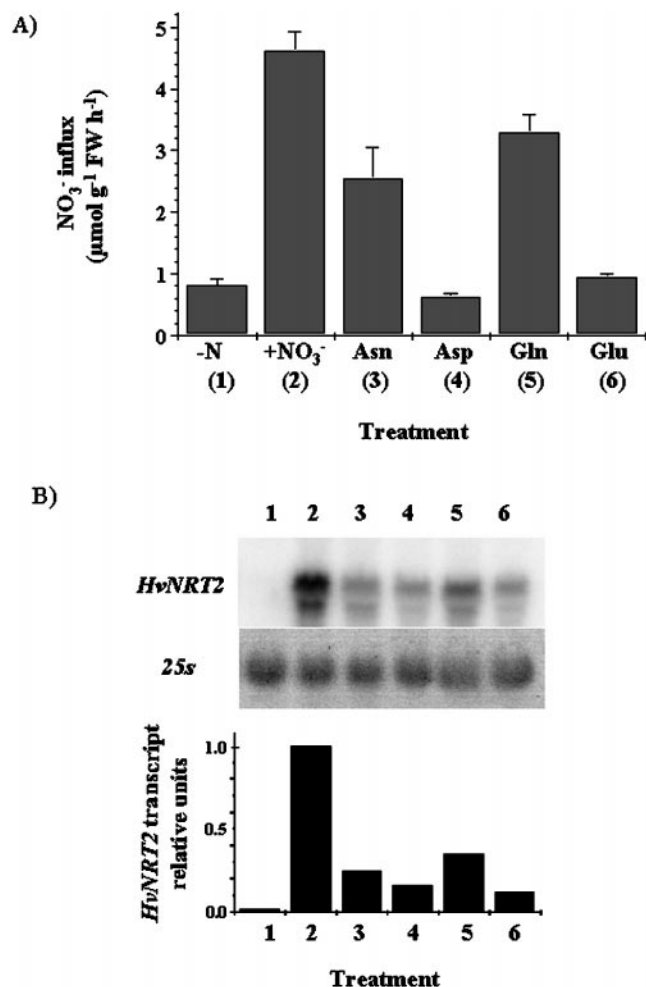 A)
NO₃⁻ influx
(µmol g⁻¹ FW h⁻¹)
5
4
3
2
1
0
-N +NO₃⁻ Asn Asp Gln Glu
(1) (2) (3) (4) (5) (6)
Treatment
B)
1 2 3 4 5 6
HvNRT2
25s
HvNRT2 transcript
relative units
1.0
0.5
0.0
1 2 3 4 5 6
Treatment